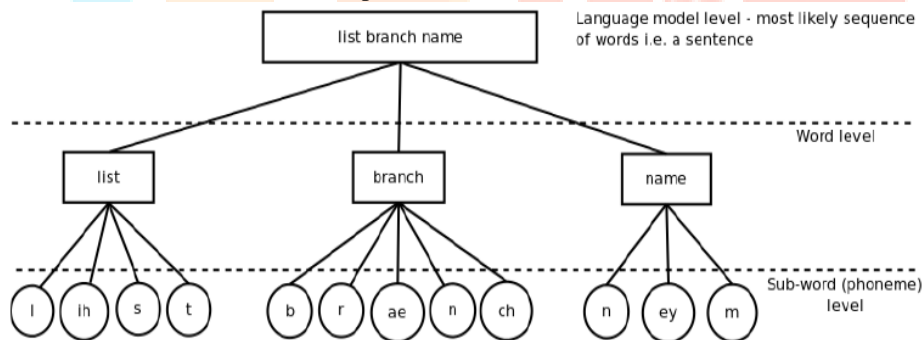 list branch name
Language model level - most likely sequence
of words i.e. a sentence
Word level
list
branch
name
Sub-word (phoneme)
level
l
ih
s
t
b
r
ae
n
ch
n
ey
m